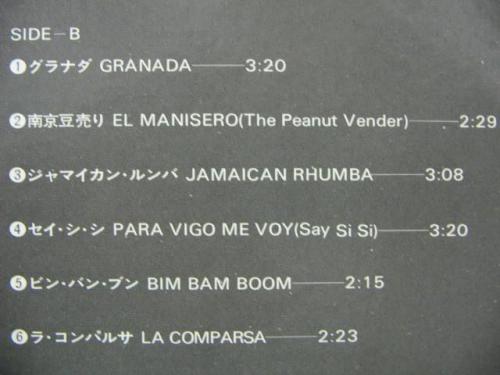 SIDE-B
❶グラナダ GRANADA——3:20
❷南京豆売り EL MANISERO(The Peanut Vender)——2:29
❸ジャマイカン・ルンバ JAMAICAN RHUMBA——3:08
❹セイ・シ・シ PARA VIGO ME VOY(Say Si Si)——3:20
❺ビン・バン・ブン BIM BAM BOOM——2:15
❻ラ・コンパルサ LA COMPARSA——2:23